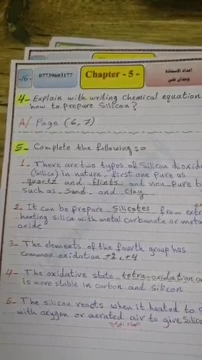 Chapter - 5 -
4- Explain with writing chemical equation
how to prepare Silicon?
A/ Page (6, 7)
5- Complete the following :-
1- There are two types of Silicon dioxide
(Silica) in nature, first one pure as
quartz and flints and non pure
such as sand and clay
2- It can be prepare silicates from
heating silica with metal carbonate or metal
oxide
3- The elements of the fourth group has
common oxidation +2, +4
4- The oxidative state tetra-oxidation
is more stable in carbon and silicon
5- The silicon reacts when it heated to
with oxygen or aerated air to give Silicon